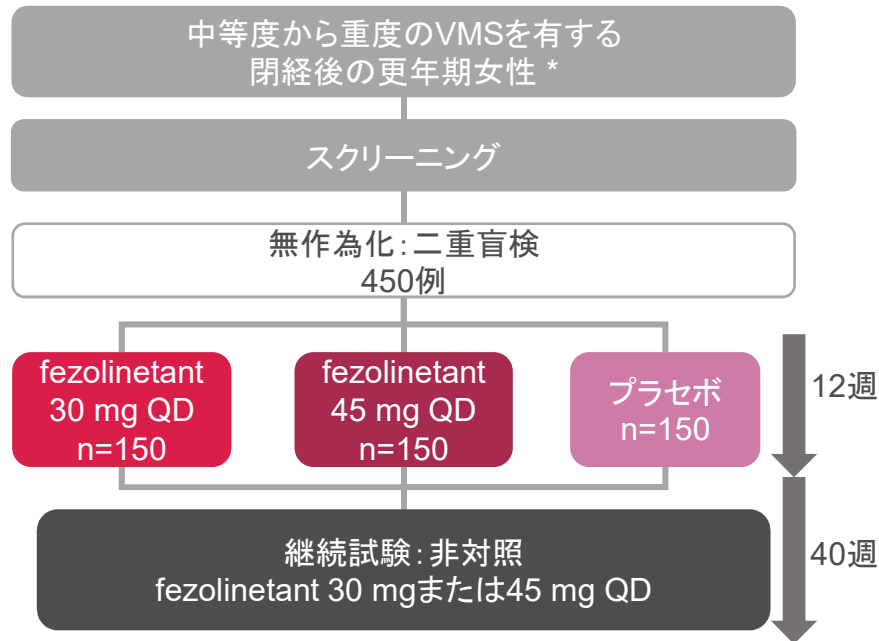 中等度から重度のVMSを有する
閉経後の更年期女性 *
スクリーニング
無作為化：二重盲検
450例
fezolinetant
30 mg QD
n=150
fezolinetant
45 mg QD
n=150
プラセボ
n=150
12週
継続試験：非対照
fezolinetant 30 mgまたは45 mg QD
40週